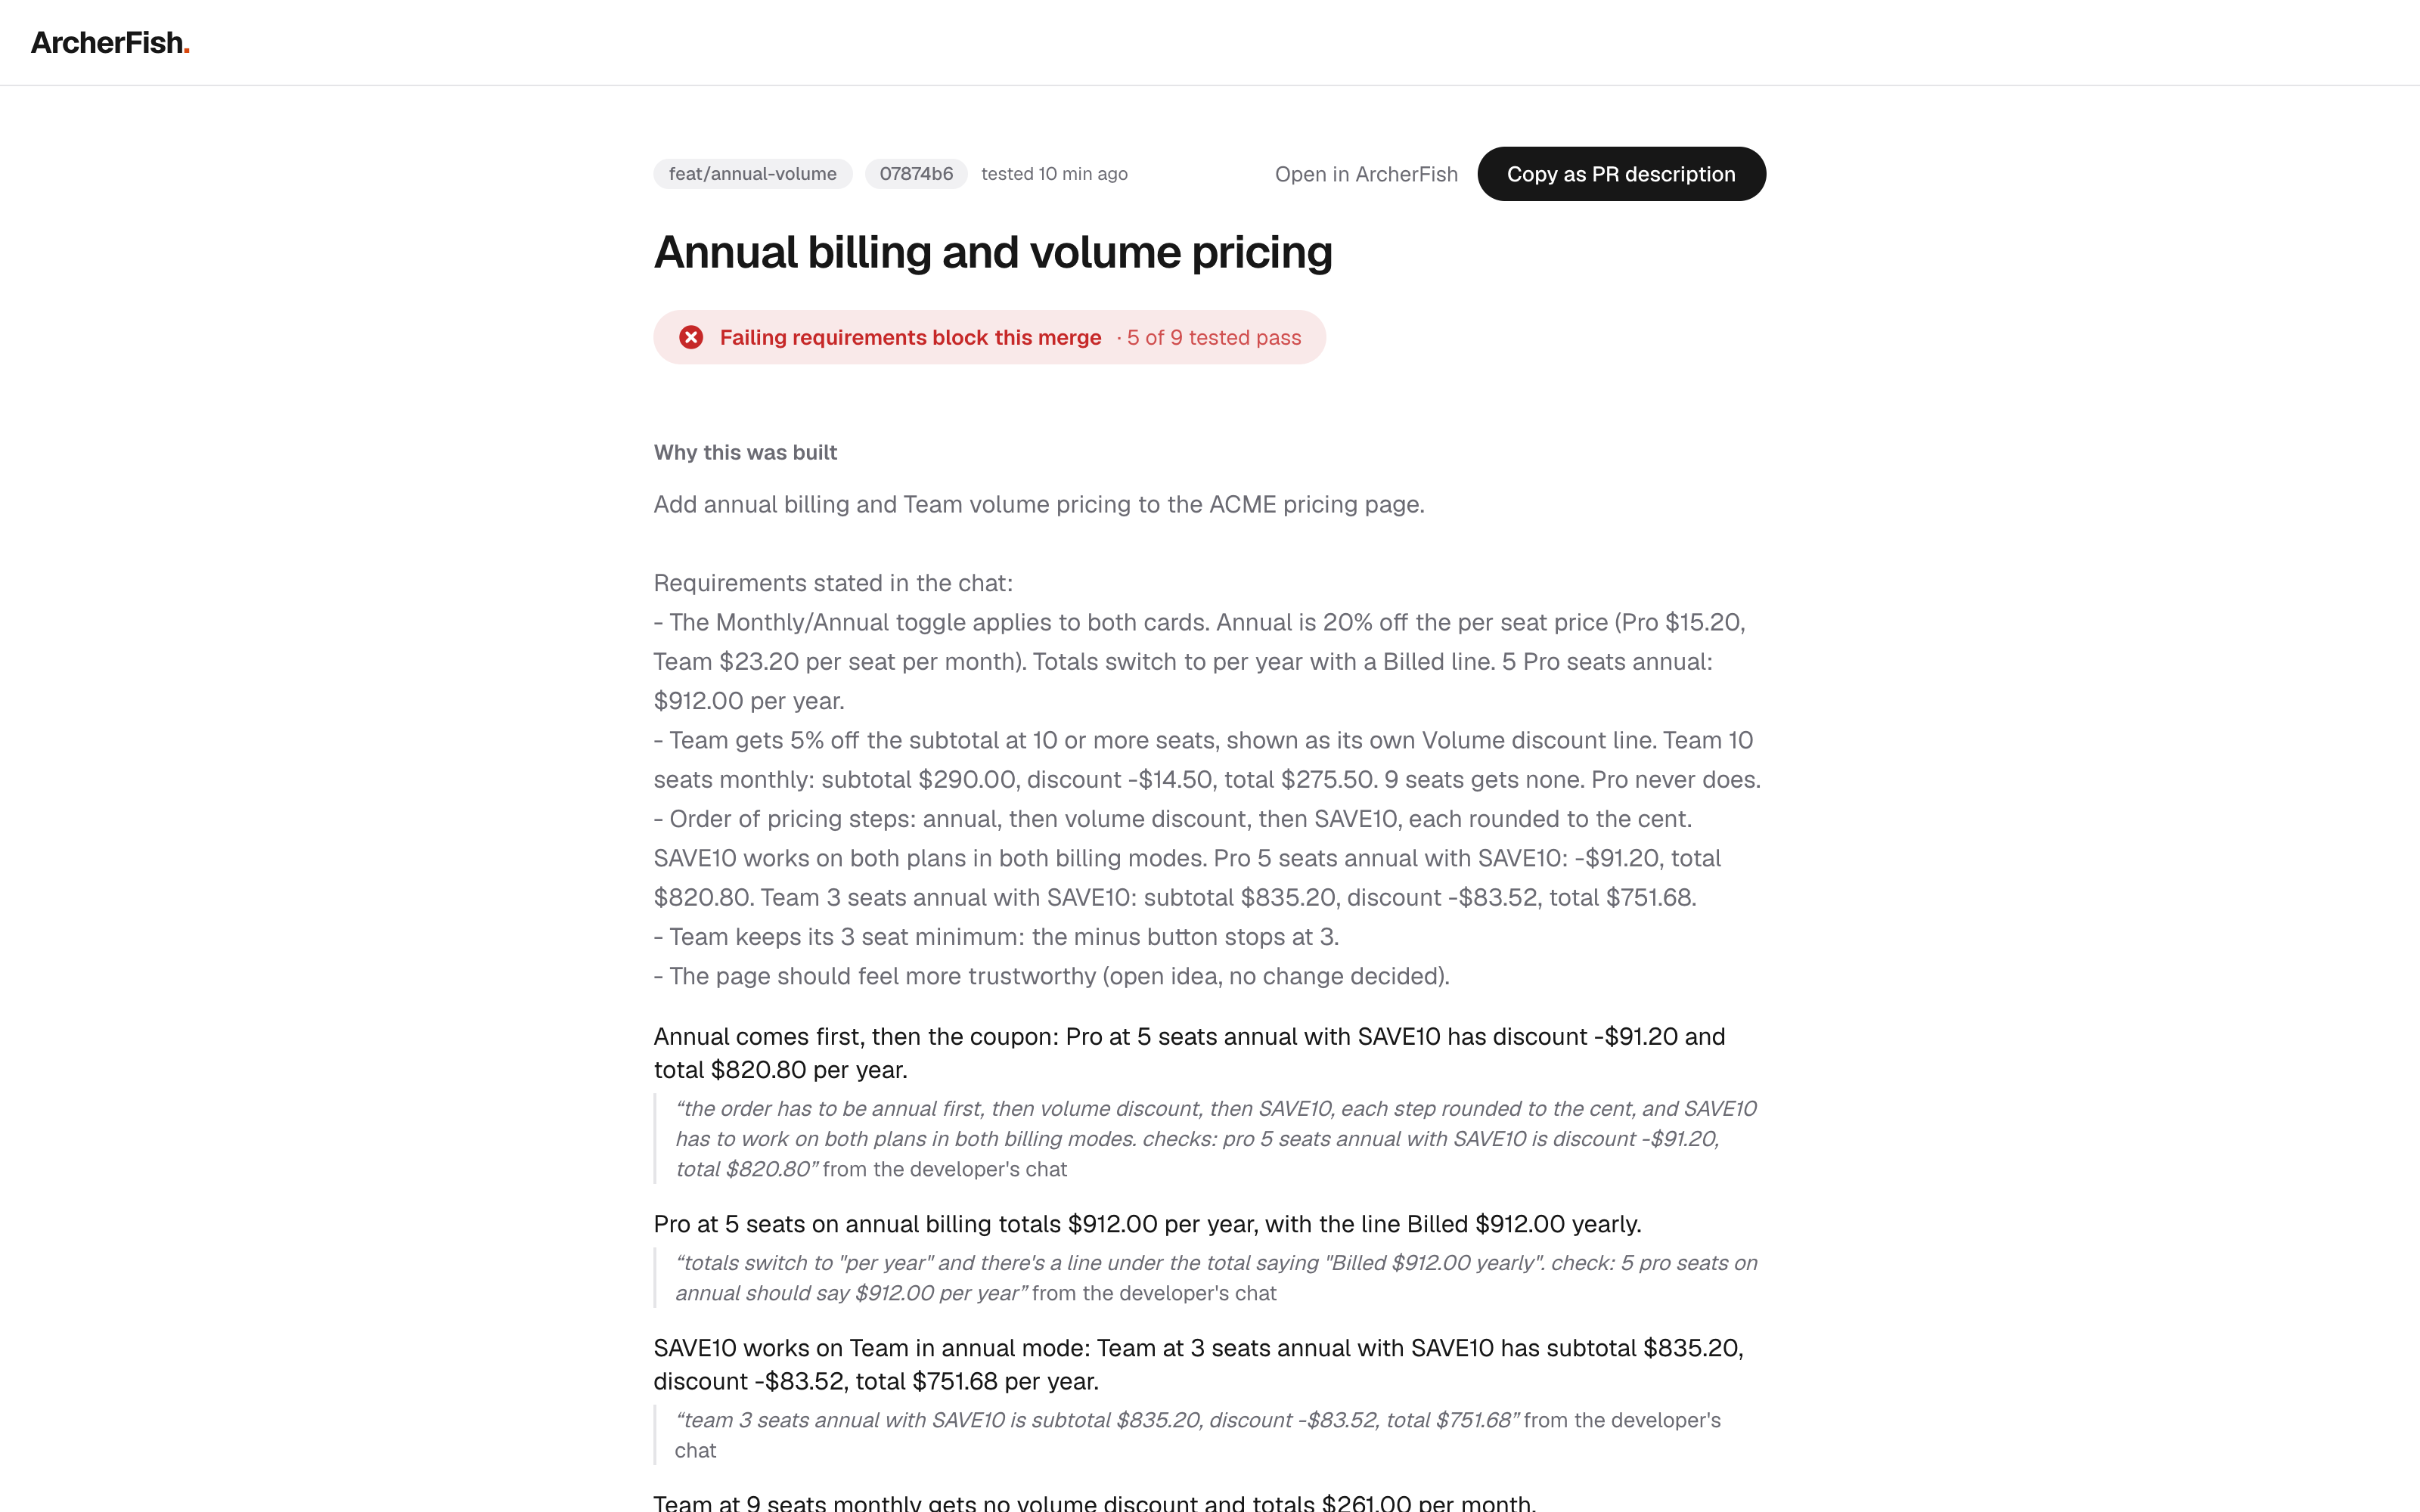 ArcherFish.
feat/annual-volume 07874b6 tested 10 min ago Open in ArcherFish Copy as PR description
Annual billing and volume pricing
Failing requirements block this merge · 5 of 9 tested pass
Why this was built
Add annual billing and Team volume pricing to the ACME pricing page.
Requirements stated in the chat:
- The Monthly/Annual toggle applies to both cards. Annual is 20% off the per seat price (Pro $15.20,
Team $23.20 per seat per month). Totals switch to per year with a Billed line. 5 Pro seats annual:
$912.00 per year.
- Team gets 5% off the subtotal at 10 or more seats, shown as its own Volume discount line. Team 10
seats monthly: subtotal $290.00, discount -$14.50, total $275.50. 9 seats gets none. Pro never does.
- Order of pricing steps: annual, then volume discount, then SAVE10, each rounded to the cent.
SAVE10 works on both plans in both billing modes. Pro 5 seats annual with SAVE10: -$91.20, total
$820.80. Team 3 seats annual with SAVE10: subtotal $835.20, discount -$83.52, total $751.68.
- Team keeps its 3 seat minimum: the minus button stops at 3.
- The page should feel more trustworthy (open idea, no change decided).
Annual comes first, then the coupon: Pro at 5 seats annual with SAVE10 has discount -$91.20 and
total $820.80 per year.
“the order has to be annual first, then volume discount, then SAVE10, each step rounded to the cent, and SAVE10
has to work on both plans in both billing modes. checks: pro 5 seats annual with SAVE10 is discount -$91.20,
total $820.80” from the developer's chat
Pro at 5 seats on annual billing totals $912.00 per year, with the line Billed $912.00 yearly.
“totals switch to "per year" and there's a line under the total saying "Billed $912.00 yearly". check: 5 pro seats on
annual should say $912.00 per year” from the developer's chat
SAVE10 works on Team in annual mode: Team at 3 seats annual with SAVE10 has subtotal $835.20,
discount -$83.52, total $751.68 per year.
“team 3 seats annual with SAVE10 is subtotal $835.20, discount -$83.52, total $751.68” from the developer's
chat
Team at 9 seats monthly gets no volume discount and totals $261.00 per month.